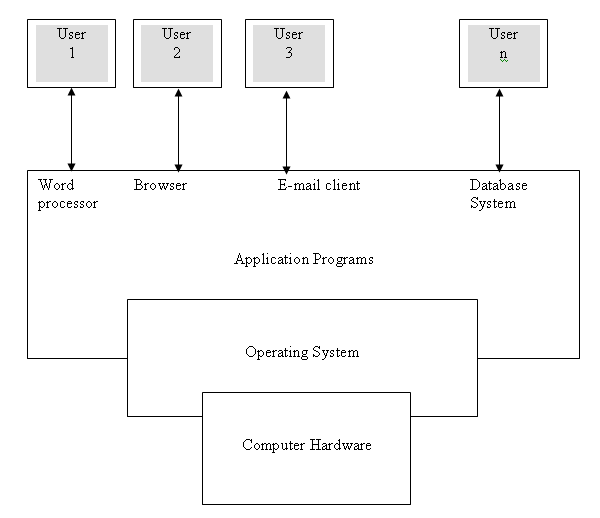 User
1
User
2
User
3
User
n
Word
processor
Browser
E-mail client
Database
System
Application Programs
Operating System
Computer Hardware